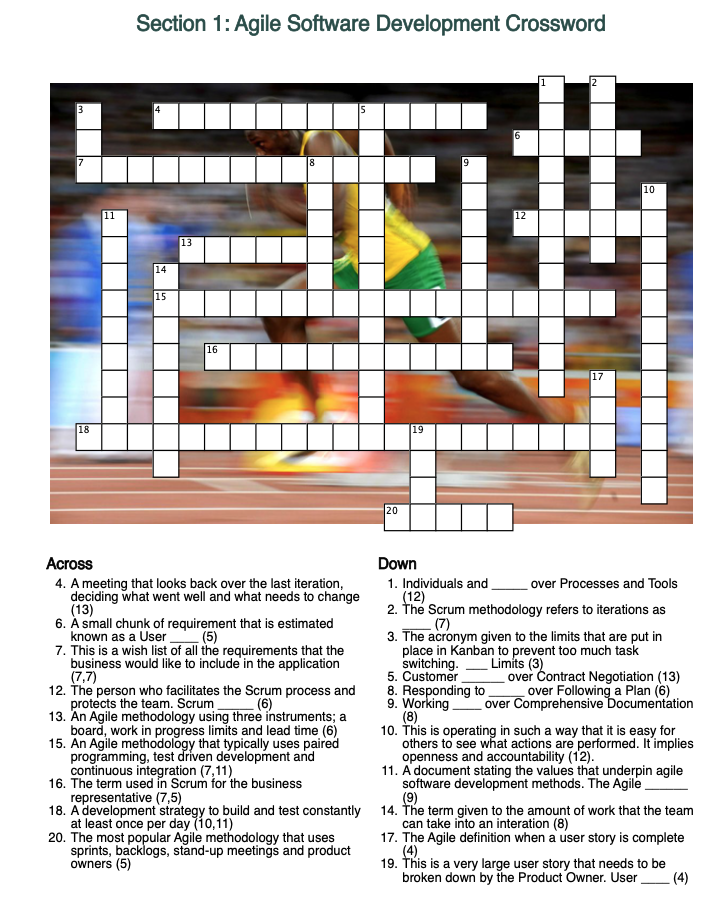 Section 1: Agile Software Development Crossword
1
2
3
4
5
6
7
8
9
10
11
12
13
14
15
16
17
18
19
20
Across
4. A meeting that looks back over the last iteration,
deciding what went well and what needs to change
(13)
6. A small chunk of requirement that is estimated
known as a User ____ (5)
7. This is a wish list of all the requirements that the
business would like to include in the application
(7,7)
12. The person who facilitates the Scrum process and
protects the team. Scrum _____ (6)
13. An Agile methodology using three instruments; a
board, work in progress limits and lead time (6)
15. An Agile methodology that typically uses paired
programming, test driven development and
continuous integration (7,11)
16. The term used in Scrum for the business
representative (7,5)
18. A development strategy to build and test constantly
at least once per day (10,11)
20. The most popular Agile methodology that uses
sprints, backlogs, stand-up meetings and product
owners (5)
Down
1. Individuals and _____ over Processes and Tools
(12)
2. The Scrum methodology refers to iterations as
____ (7)
3. The acronym given to the limits that are put in
place in Kanban to prevent too much task
switching. ___ Limits (3)
5. Customer ______ over Contract Negotiation (13)
8. Responding to _____ over Following a Plan (6)
9. Working ____ over Comprehensive Documentation
(8)
10. This is operating in such a way that it is easy for
others to see what actions are performed. It implies
openness and accountability (12).
11. A document stating the values that underpin agile
software development methods. The Agile ______
(9)
14. The term given to the amount of work that the team
can take into an interation (8)
17. The Agile definition when a user story is complete
(4)
19. This is a very large user story that needs to be
broken down by the Product Owner. User ____ (4)